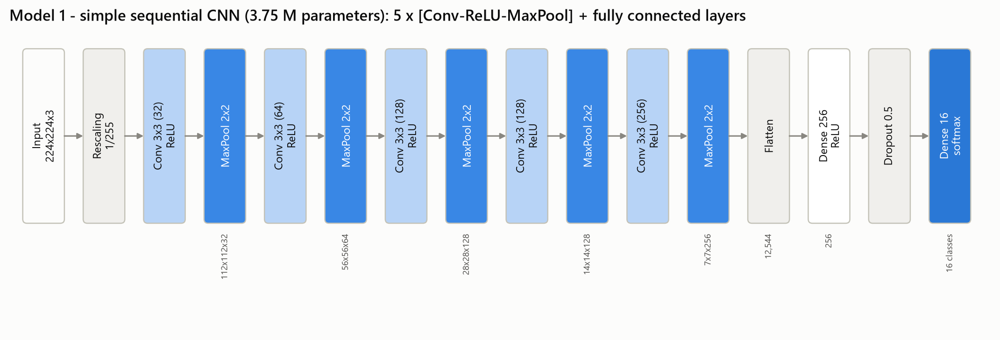 Model 1 - simple sequential CNN (3.75 M parameters): 5 x [Conv-ReLU-MaxPool] + fully connected layers
Input
224x224x3
Rescaling
1/255
Conv 3x3 (32)
ReLU
MaxPool 2x2
Conv 3x3 (64)
ReLU
MaxPool 2x2
Conv 3x3 (128)
ReLU
MaxPool 2x2
Conv 3x3 (128)
ReLU
MaxPool 2x2
Conv 3x3 (256)
ReLU
MaxPool 2x2
Flatten
Dense 256
ReLU
Dropout 0.5
Dense 16
softmax
112x112x32
56x56x64
28x28x128
14x14x128
7x7x256
12,544
256
16 classes